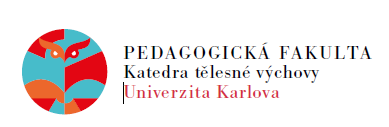 PEDAGOGICKÁ FAKULTA
Katedra tělesné výchovy
Univerzita Karlova